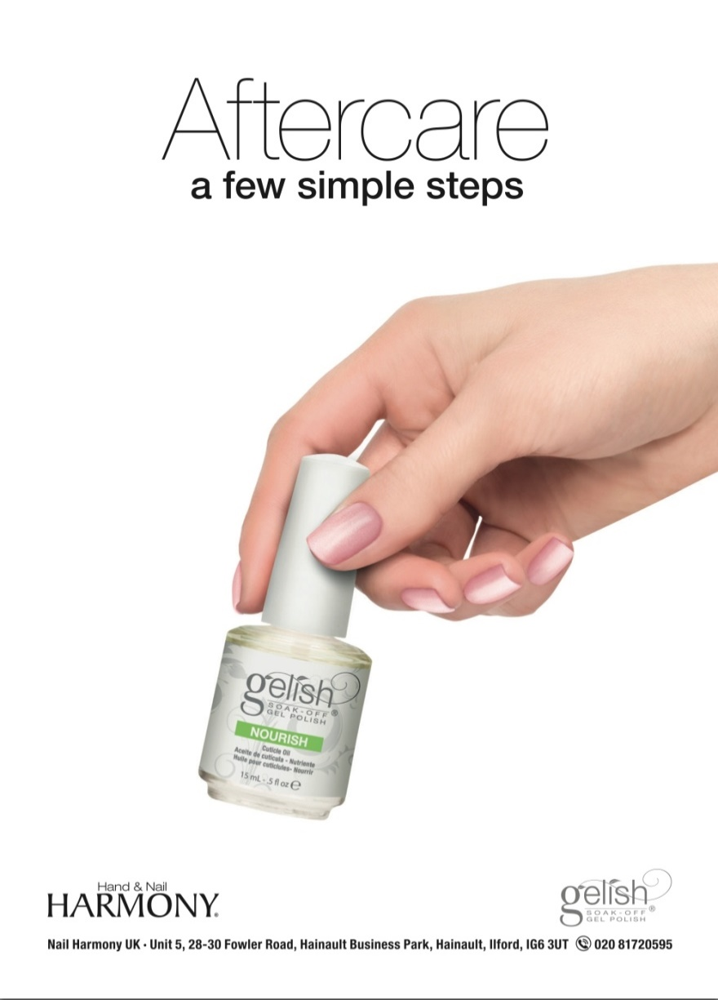 Aftercare
a few simple steps
gelish
SOAK-OFF®
GEL POLISH
NOURISH
Cuticle Oil
Aceite de cuticula - Nutriente
Huile pour cuticlules- Nourrir
15 mL - .5 fl oz ℮
Hand & Nail
HARMONY®
gelish
SOAK-OFF®
GEL POLISH
Nail Harmony UK · Unit 5, 28-30 Fowler Road, Hainault Business Park, Hainault, Ilford, IG6 3UT 020 81720595